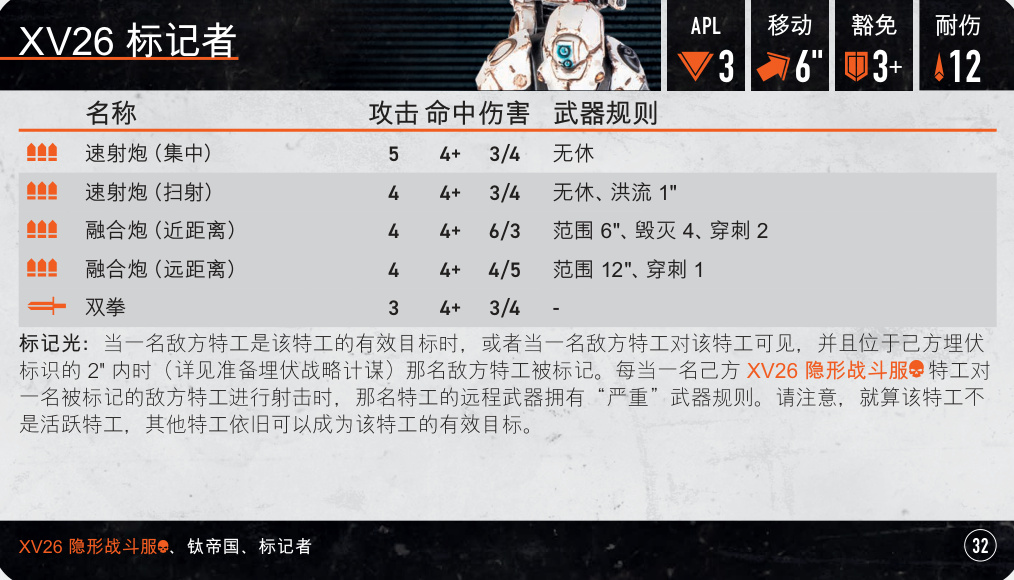 XV26 标记者
APL 移动 豁免 耐伤
3 6" 3+ 12
名称 攻击 命中 伤害 武器规则
速射炮（集中） 5 4+ 3/4 无休
速射炮（扫射） 4 4+ 3/4 无休、洪流 1"
融合炮（近距离） 4 4+ 6/3 范围 6"、毁灭 4、穿刺 2
融合炮（远距离） 4 4+ 4/5 范围 12"、穿刺 1
双拳 3 4+ 3/4 -
标记光：当一名敌方特工是该特工的有效目标时，或者当一名敌方特工对该特工可见，并且位于己方埋伏
标识的 2" 内时（详见准备埋伏战略计谋）那名敌方特工被标记。每当一名己方 XV26 隐形战斗服 特工对
一名被标记的敌方特工进行射击时，那名特工的远程武器拥有“严重”武器规则。请注意，就算该特工不
是活跃特工，其他特工依旧可以成为该特工的有效目标。
XV26 隐形战斗服、钛帝国、标记者
32